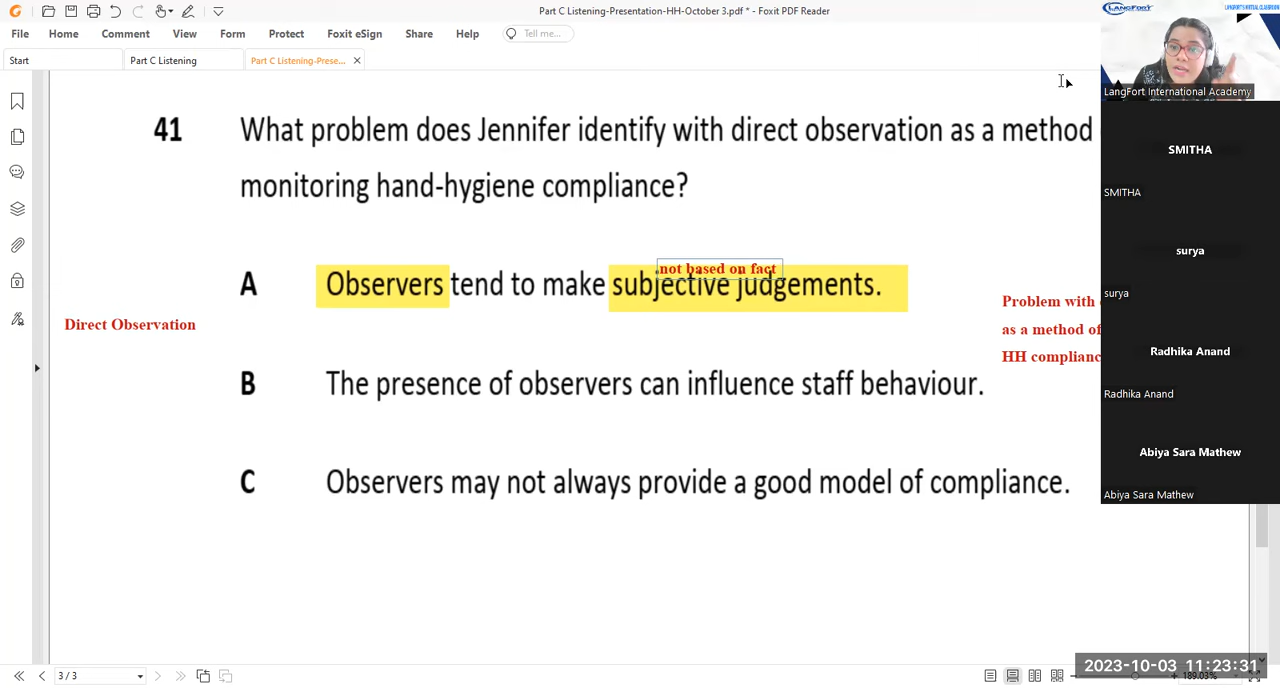 Part C Listening-Presentation-HH-October 3.pdf * - Foxit PDF Reader
File Home Comment View Form Protect Foxit eSign Share Help Tell me...
Start Part C Listening Part C Listening-Prese...
LANGFORT
LangFort International Academy
41 What problem does Jennifer identify with direct observation as a method
monitoring hand-hygiene compliance?
not based on fact
A Observers tend to make subjective judgements.
Direct Observation
Problem with
as a method of
HH complianc
B The presence of observers can influence staff behaviour.
C Observers may not always provide a good model of compliance.
SMITHA
SMITHA
surya
surya
Radhika Anand
Radhika Anand
Abiya Sara Mathew
Abiya Sara Mathew
3 / 3
2023-10-03 11:23:31
189.03%